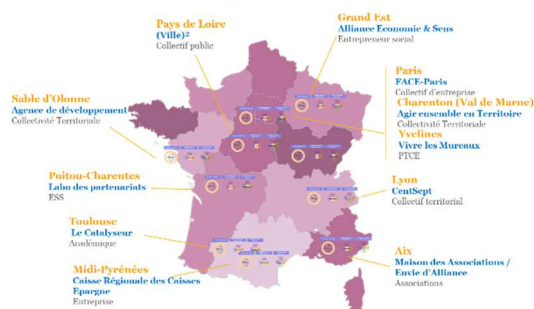 Pays de Loire
(Ville)²
Collectif public
Grand Est
Alliance Economie & Sens
Entrepreneur social
Paris
FACE-Paris
Collectif d'entreprise
Charenton (Val de Marne)
Agir ensemble en Territoire
Collectivité Territoriale
Yvelines
Vivre les Mureaux
PTCE
Sable d'Olonne
Agence de développement
Collectivité Territoriale
Poitou-Charentes
Labo des partenariats
ESS
Lyon
CentSept
Collectif territorial
Toulouse
Le Catalyseur
Académique
Aix
Maison des Associations /
Envie d'Alliance
Associations
Midi-Pyrénées
Caisse Régionale des Caisses
Epargne
Entreprise